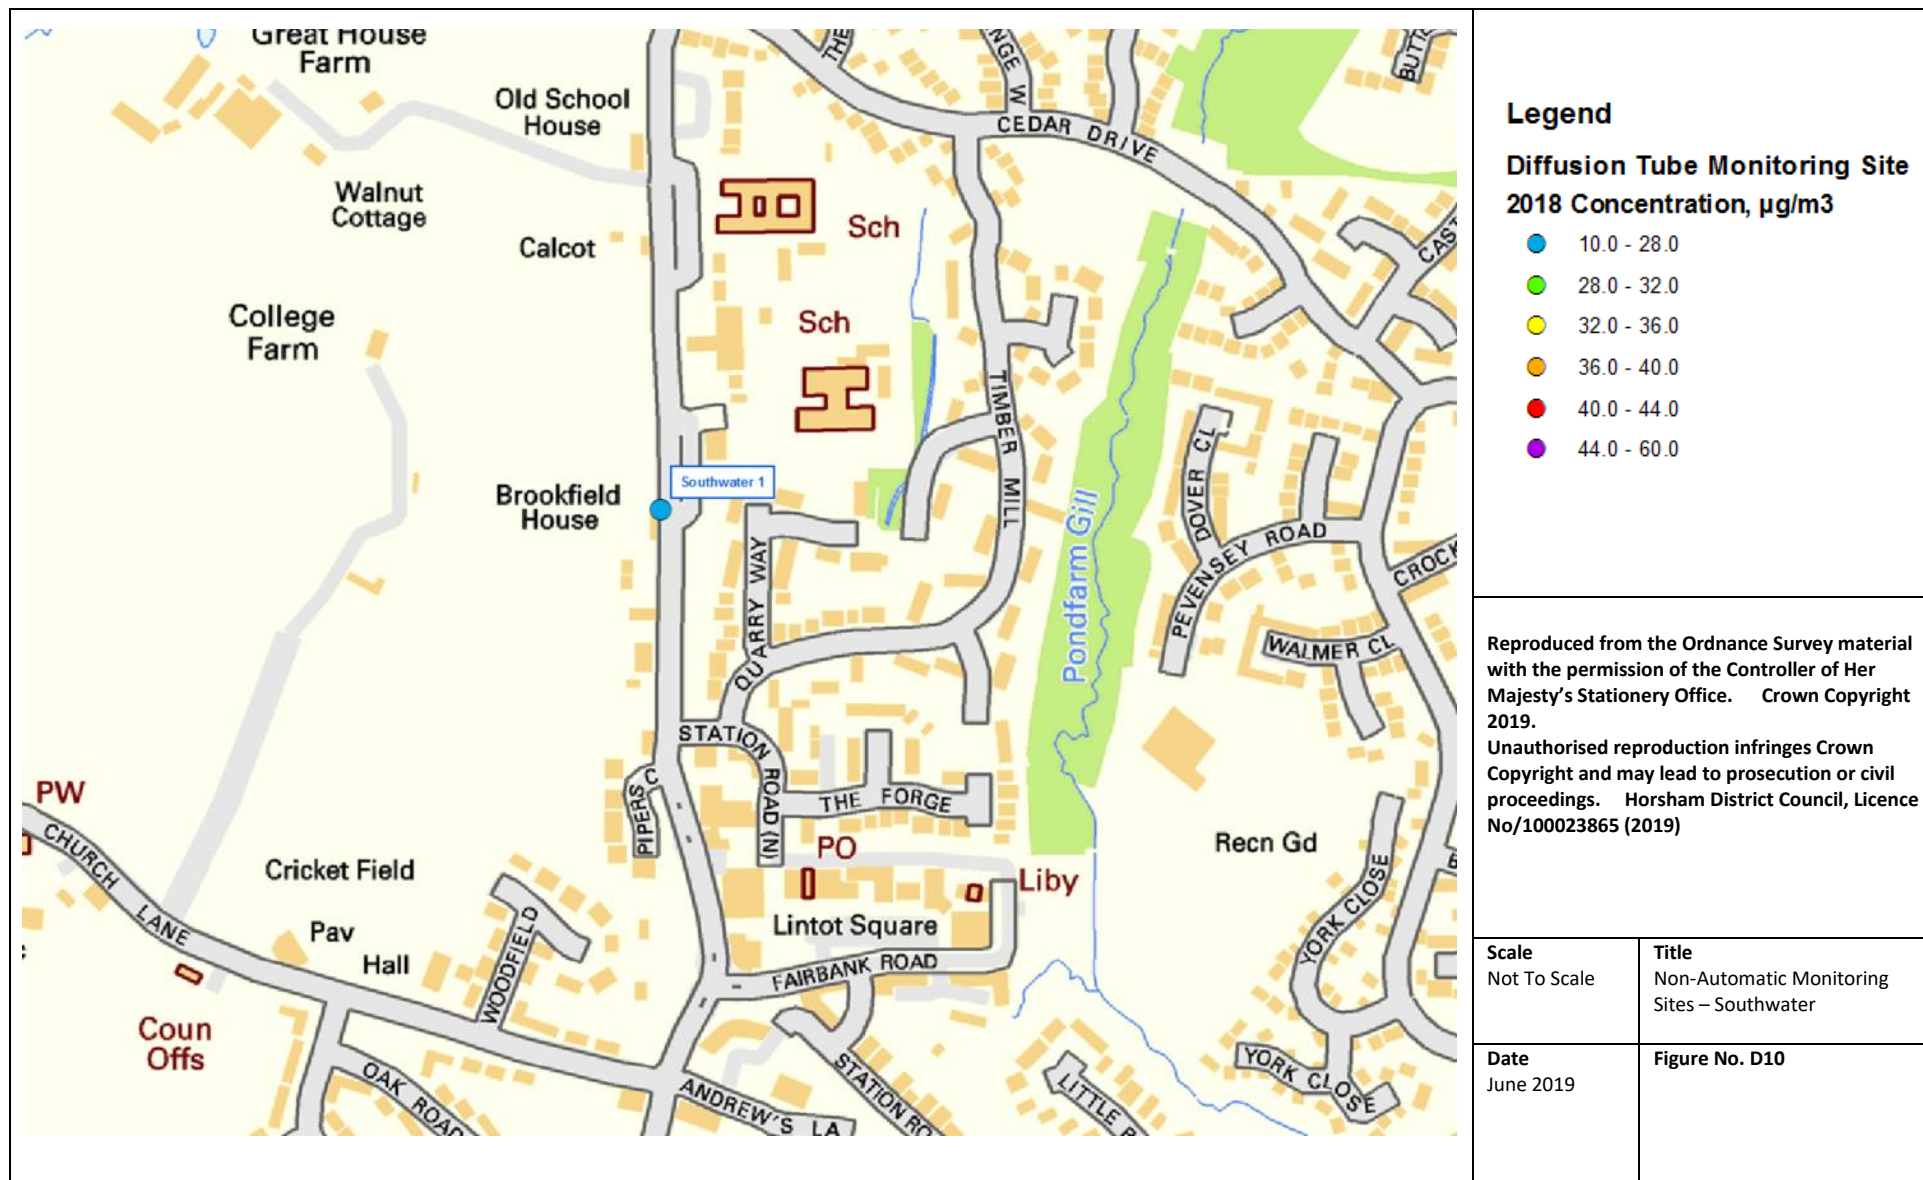 Great House
Farm
Old School
House
Walnut
Cottage
Calcot
College
Farm
Brookfield
House
Southwater 1
Sch
Sch
THE
NGE W
CEDAR DRIVE
BUTT
CAST
TIMBER MILL
QUARRY WAY
Pondfarm Gill
DOVER CL
PEVENSEY ROAD
CROCK
WALMER CL
STATION ROAD (N)
THE FORGE
PIPERS C
PW
CHURCH LANE
Cricket Field
Pav
Hall
WOODFIELD
PO
Liby
Lintot Square
FAIRBANK ROAD
Recn Gd
YORK CLOSE
YORK CLOSE
Coun
Offs
OAK ROAD
ANDREW'S LA
STATION RO
LITTLE
Legend
Diffusion Tube Monitoring Site
2018 Concentration, µg/m3
10.0 - 28.0
28.0 - 32.0
32.0 - 36.0
36.0 - 40.0
40.0 - 44.0
44.0 - 60.0
Reproduced from the Ordnance Survey material
with the permission of the Controller of Her
Majesty’s Stationery Office. Crown Copyright
2019.
Unauthorised reproduction infringes Crown
Copyright and may lead to prosecution or civil
proceedings. Horsham District Council, Licence
No/100023865 (2019)
Scale
Not To Scale
Title
Non-Automatic Monitoring
Sites – Southwater
Date
June 2019
Figure No. D10